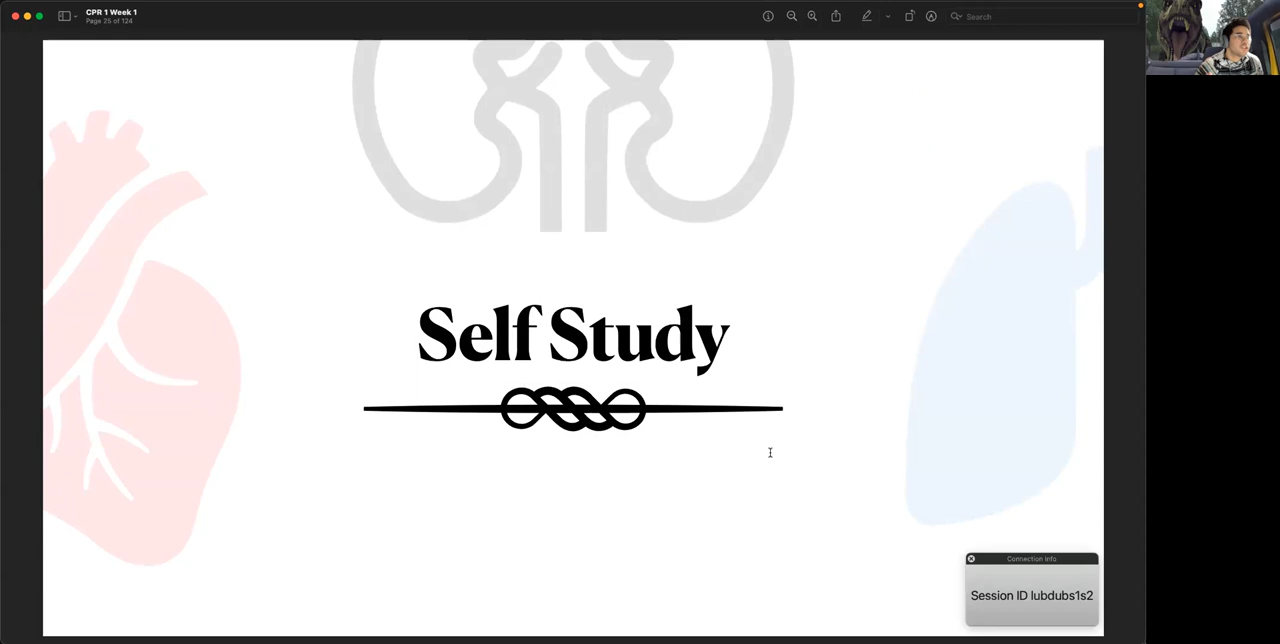 CPR 1 Week 1
Page 25 of 124
Search
Self Study
Connection Info
Session ID lubdubs1s2